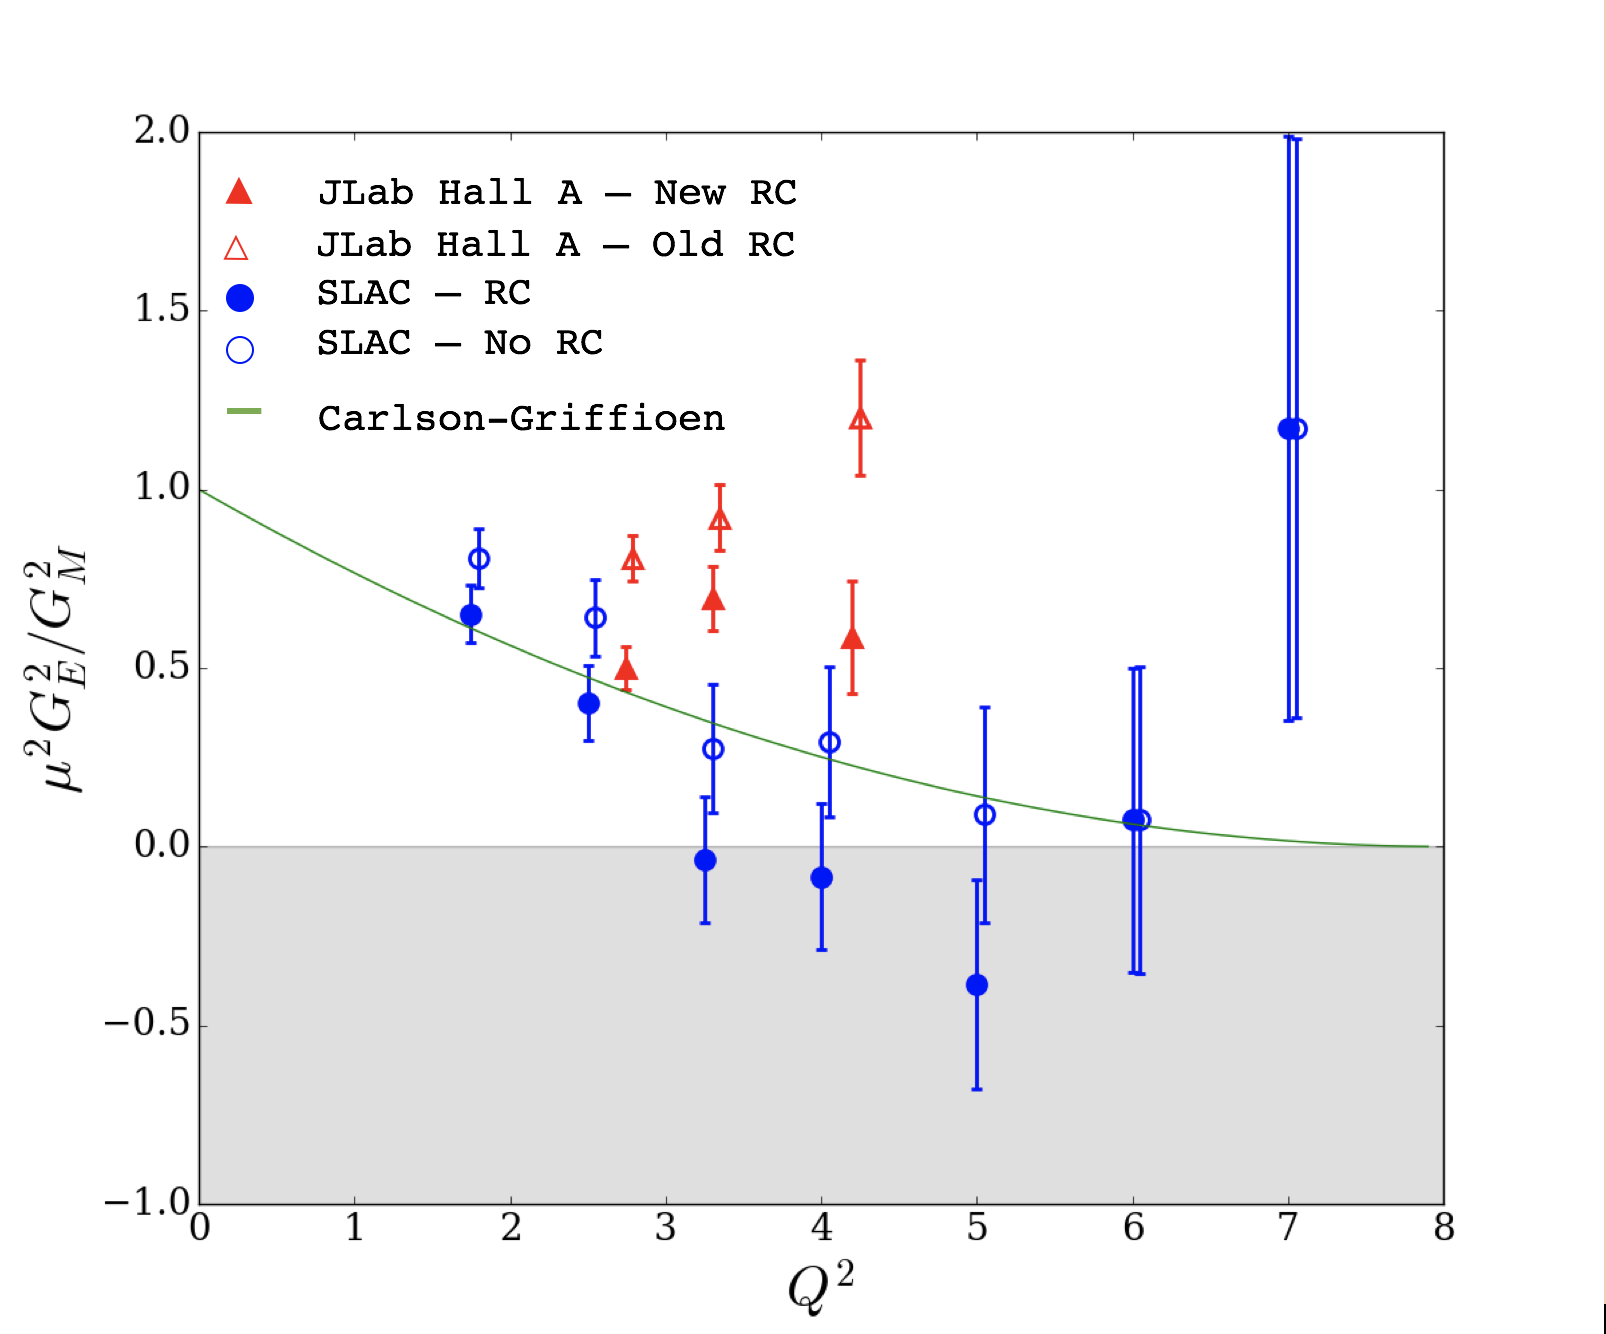 2.0
1.5
1.0
0.5
0.0
−0.5
−1.0
JLab Hall A — New RC
JLab Hall A — Old RC
SLAC — RC
SLAC — No RC
Carlson-Griffioen
μ²G²_E/G²_M
0 1 2 3 4 5 6 7 8
Q²